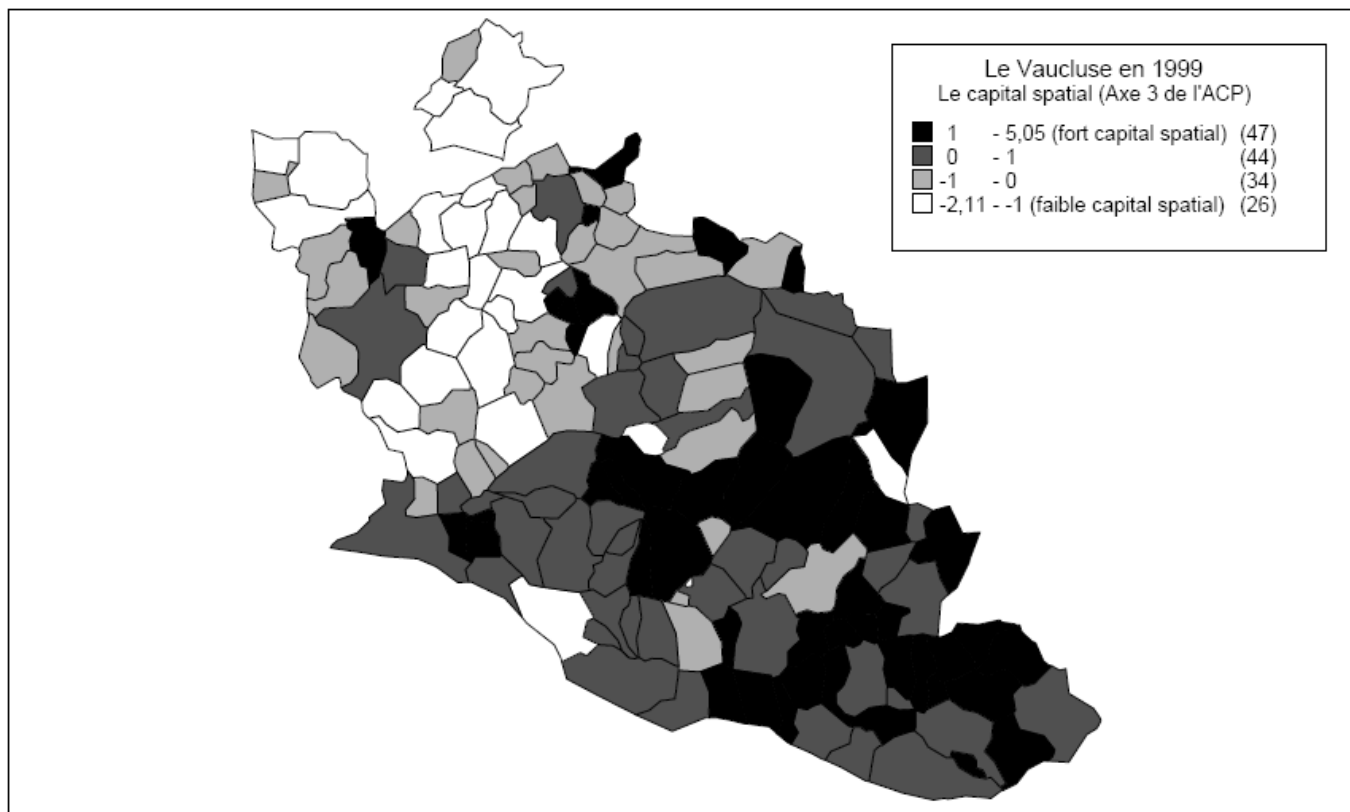 Le Vaucluse en 1999
Le capital spatial (Axe 3 de l'ACP)
1 - 5,05 (fort capital spatial) (47)
0 - 1 (44)
-1 - 0 (34)
-2,11 - -1 (faible capital spatial) (26)